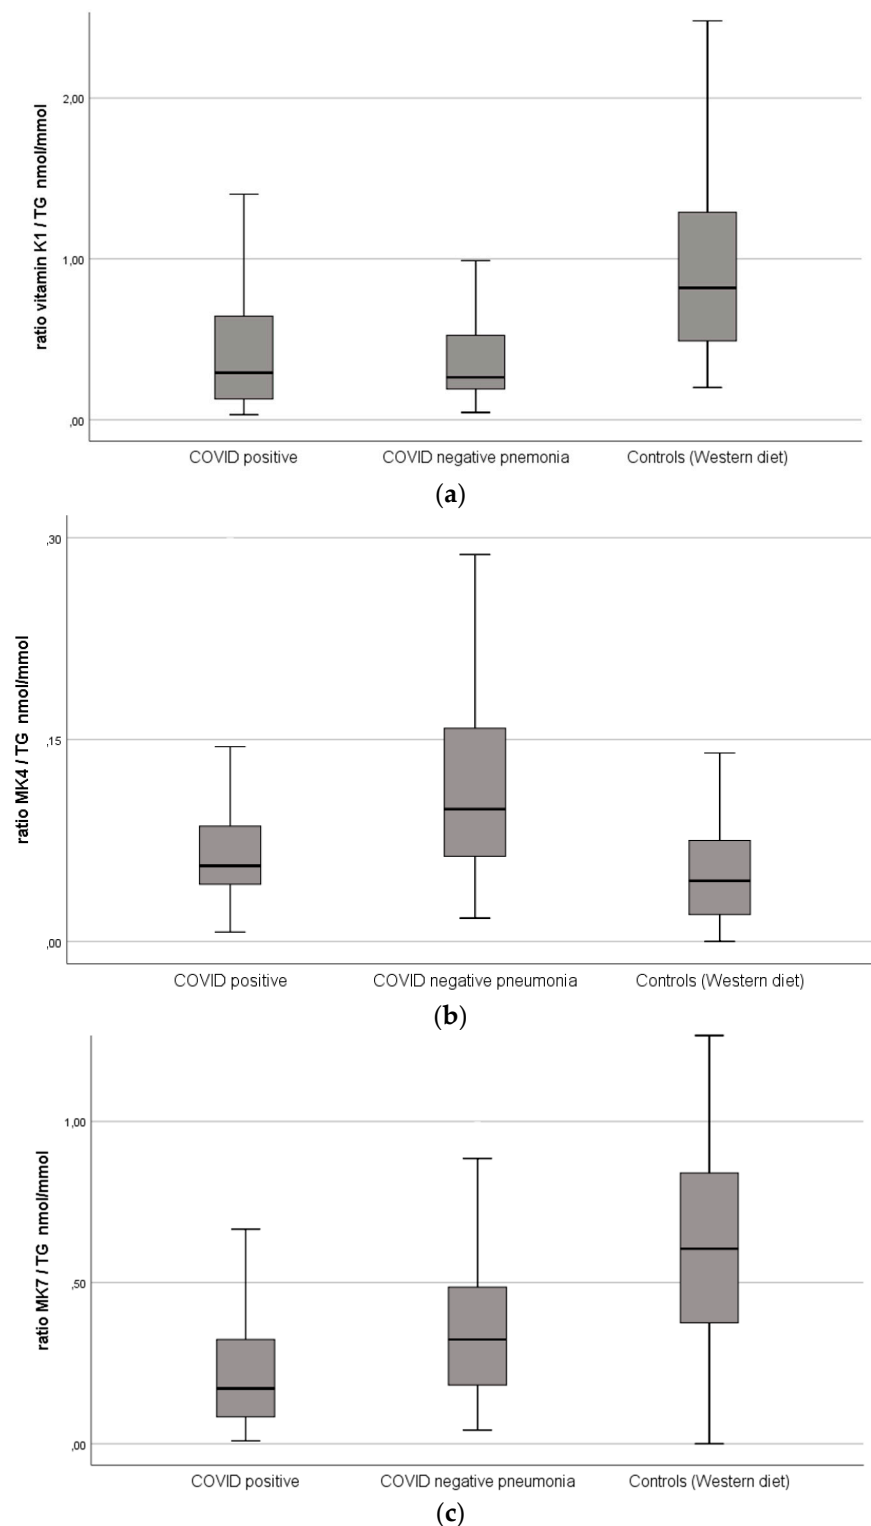 ratio vitamin K1 / TG nmol/mmol
2,00
1,00
,00
COVID positive
COVID negative pnemonia
Controls (Western diet)
(a)
ratio MK4 / TG nmol/mmol
,30
,15
,00
COVID positive
COVID negative pneumonia
Controls (Western diet)
(b)
ratio MK7 / TG nmol/mmol
1,00
,50
,00
COVID positive
COVID negative pneumonia
Controls (Western diet)
(c)